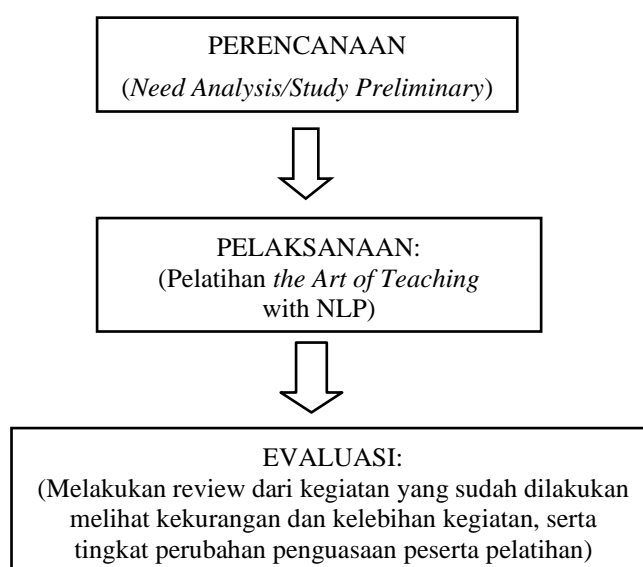 PERENCANAAN
(Need Analysis/Study Preliminary)
PELAKSANAAN:
(Pelatihan the Art of Teaching
with NLP)
EVALUASI:
(Melakukan review dari kegiatan yang sudah dilakukan
melihat kekurangan dan kelebihan kegiatan, serta
tingkat perubahan penguasaan peserta pelatihan)